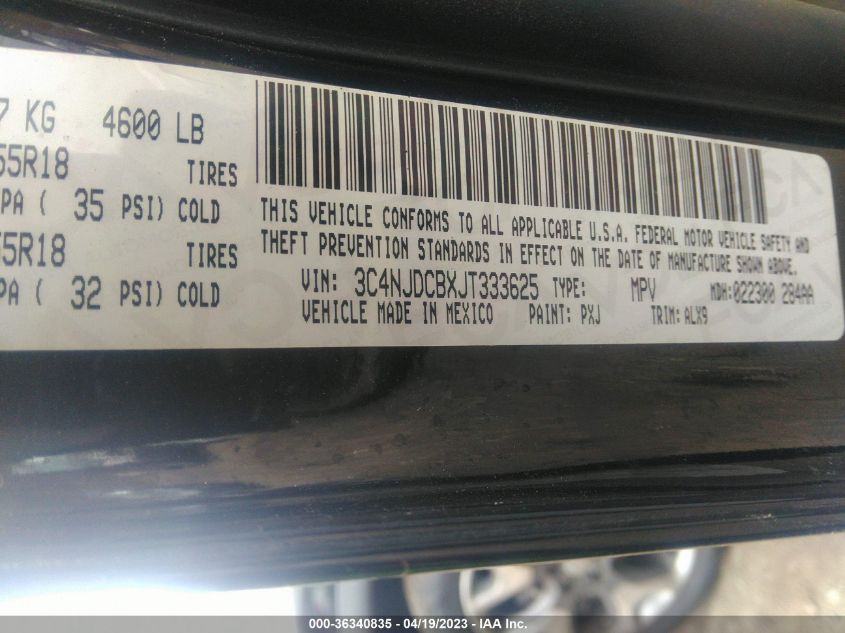 7 KG 4600 LB
55R18 TIRES
PA ( 35 PSI) COLD
55R18 TIRES
PA ( 32 PSI) COLD
THIS VEHICLE CONFORMS TO ALL APPLICABLE U.S.A. FEDERAL MOTOR VEHICLE SAFETY AND
THEFT PREVENTION STANDARDS IN EFFECT ON THE DATE OF MANUFACTURE SHOWN ABOVE.
VIN: 3C4NJDCBXJT333625 TYPE: MPV MDH:022300 284AA
VEHICLE MADE IN MEXICO PAINT: PXJ TRIM: ALX9
000-36340835 - 04/19/2023 - IAA Inc.